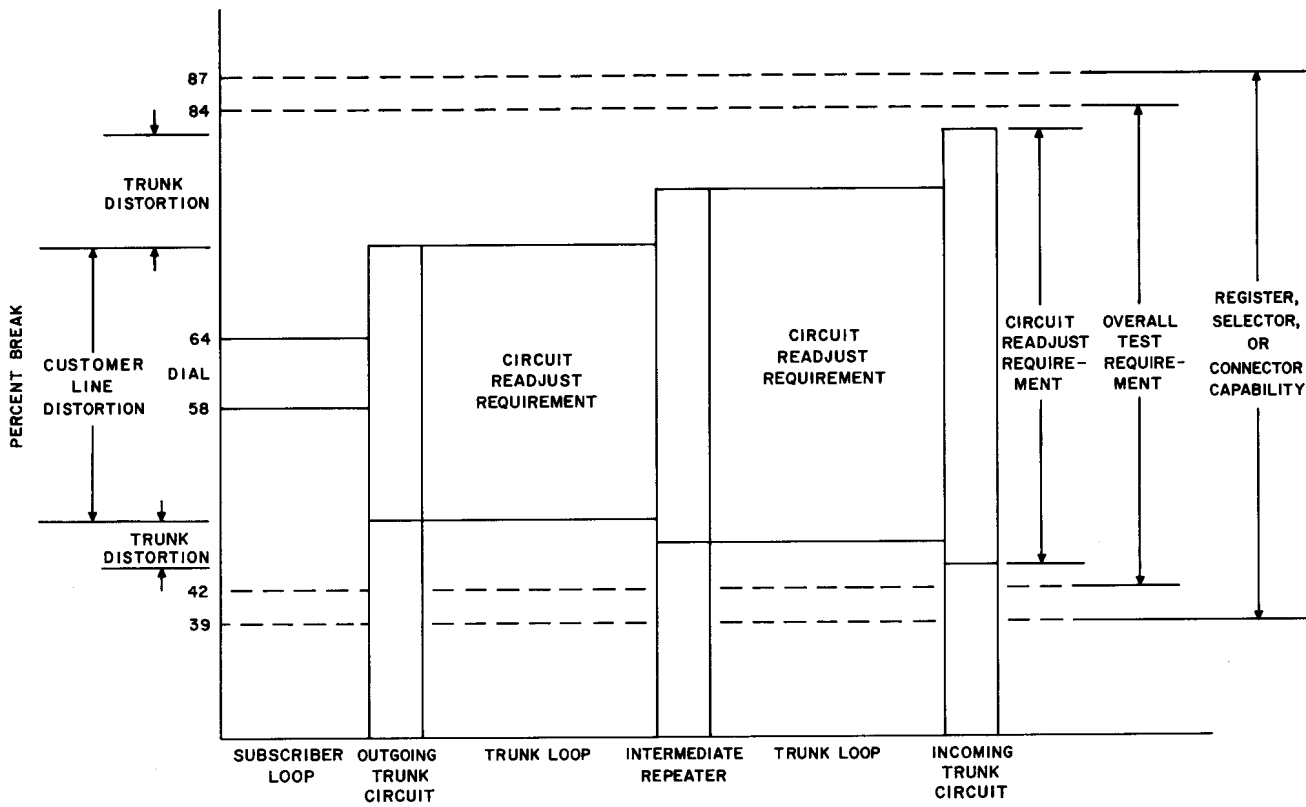 87
84
TRUNK
DISTORTION
PERCENT BREAK
CUSTOMER
LINE
DISTORTION
64
DIAL
58
TRUNK
DISTORTION
42
39
CIRCUIT
READJUST
REQUIREMENT
CIRCUIT
READJUST
REQUIREMENT
CIRCUIT
READJUST
REQUIRE-
MENT
OVERALL
TEST
REQUIRE-
MENT
REGISTER,
SELECTOR,
OR
CONNECTOR
CAPABILITY
SUBSCRIBER
LOOP
OUTGOING
TRUNK
CIRCUIT
TRUNK LOOP
INTERMEDIATE
REPEATER
TRUNK LOOP
INCOMING
TRUNK
CIRCUIT